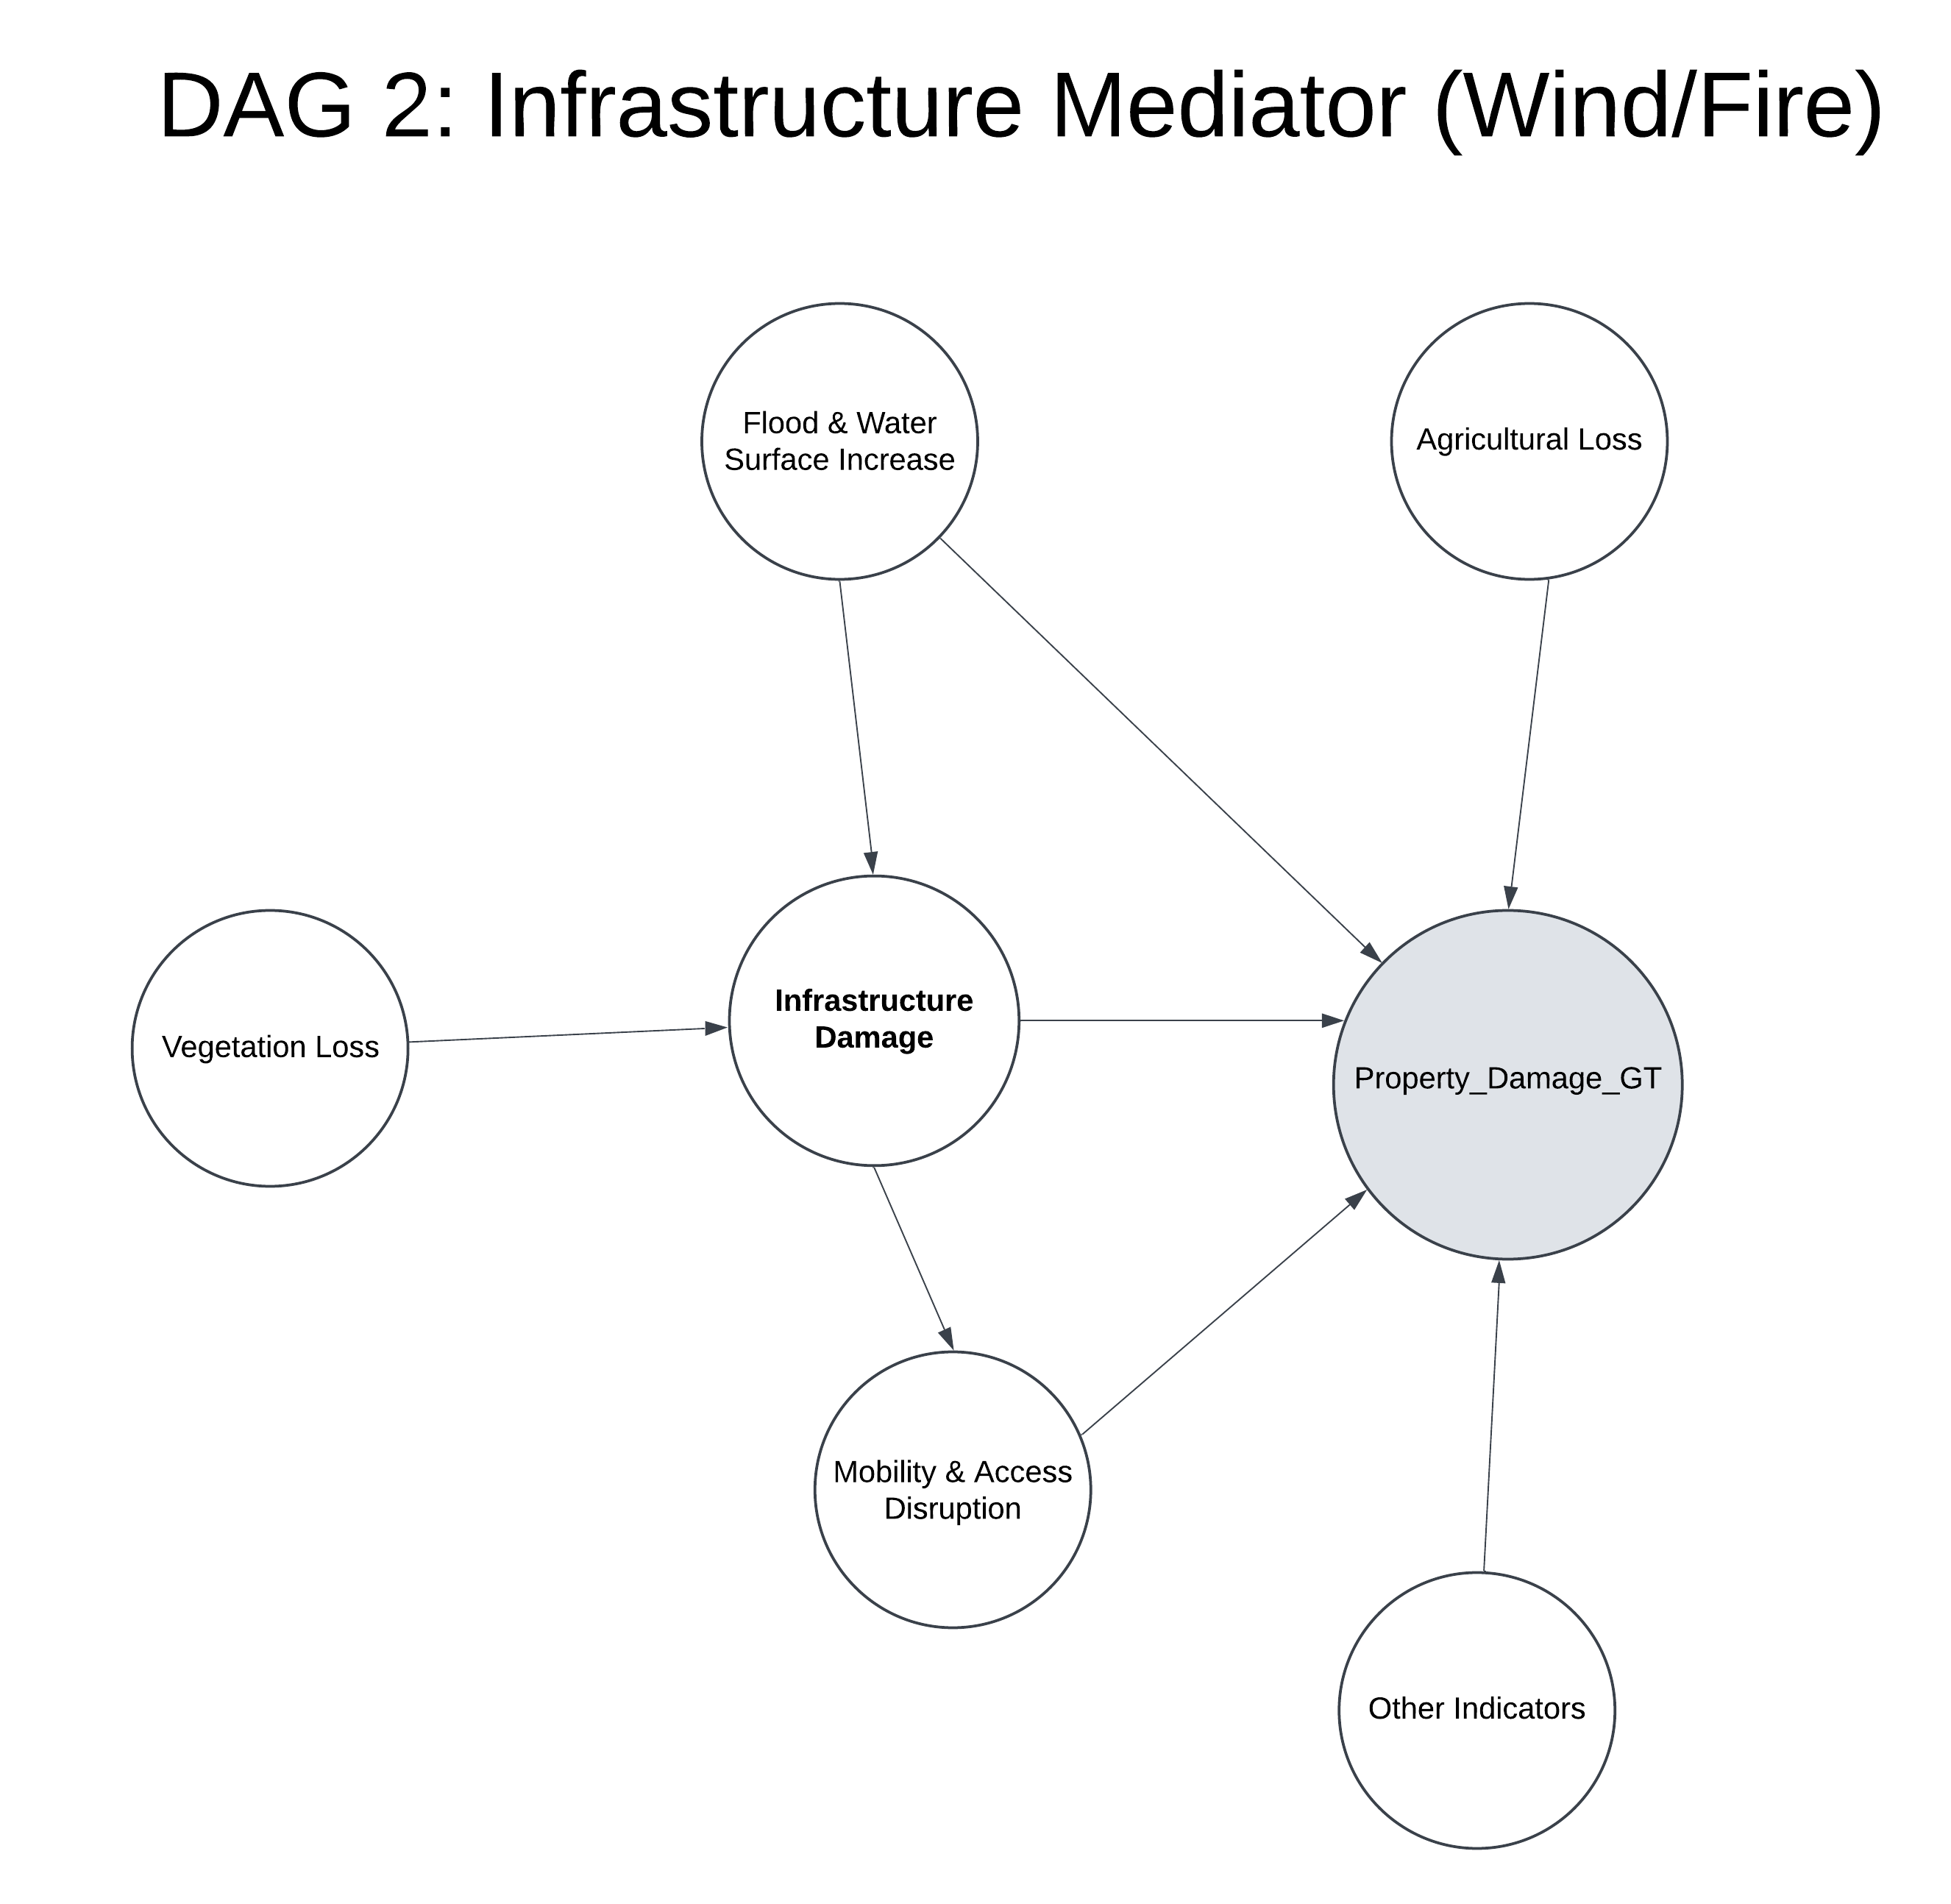 DAG 2: Infrastructure Mediator (Wind/Fire)
Flood & Water
Surface Increase
Agricultural Loss
Infrastructure
Damage
Vegetation Loss
Property_Damage_GT
Mobility & Access
Disruption
Other Indicators